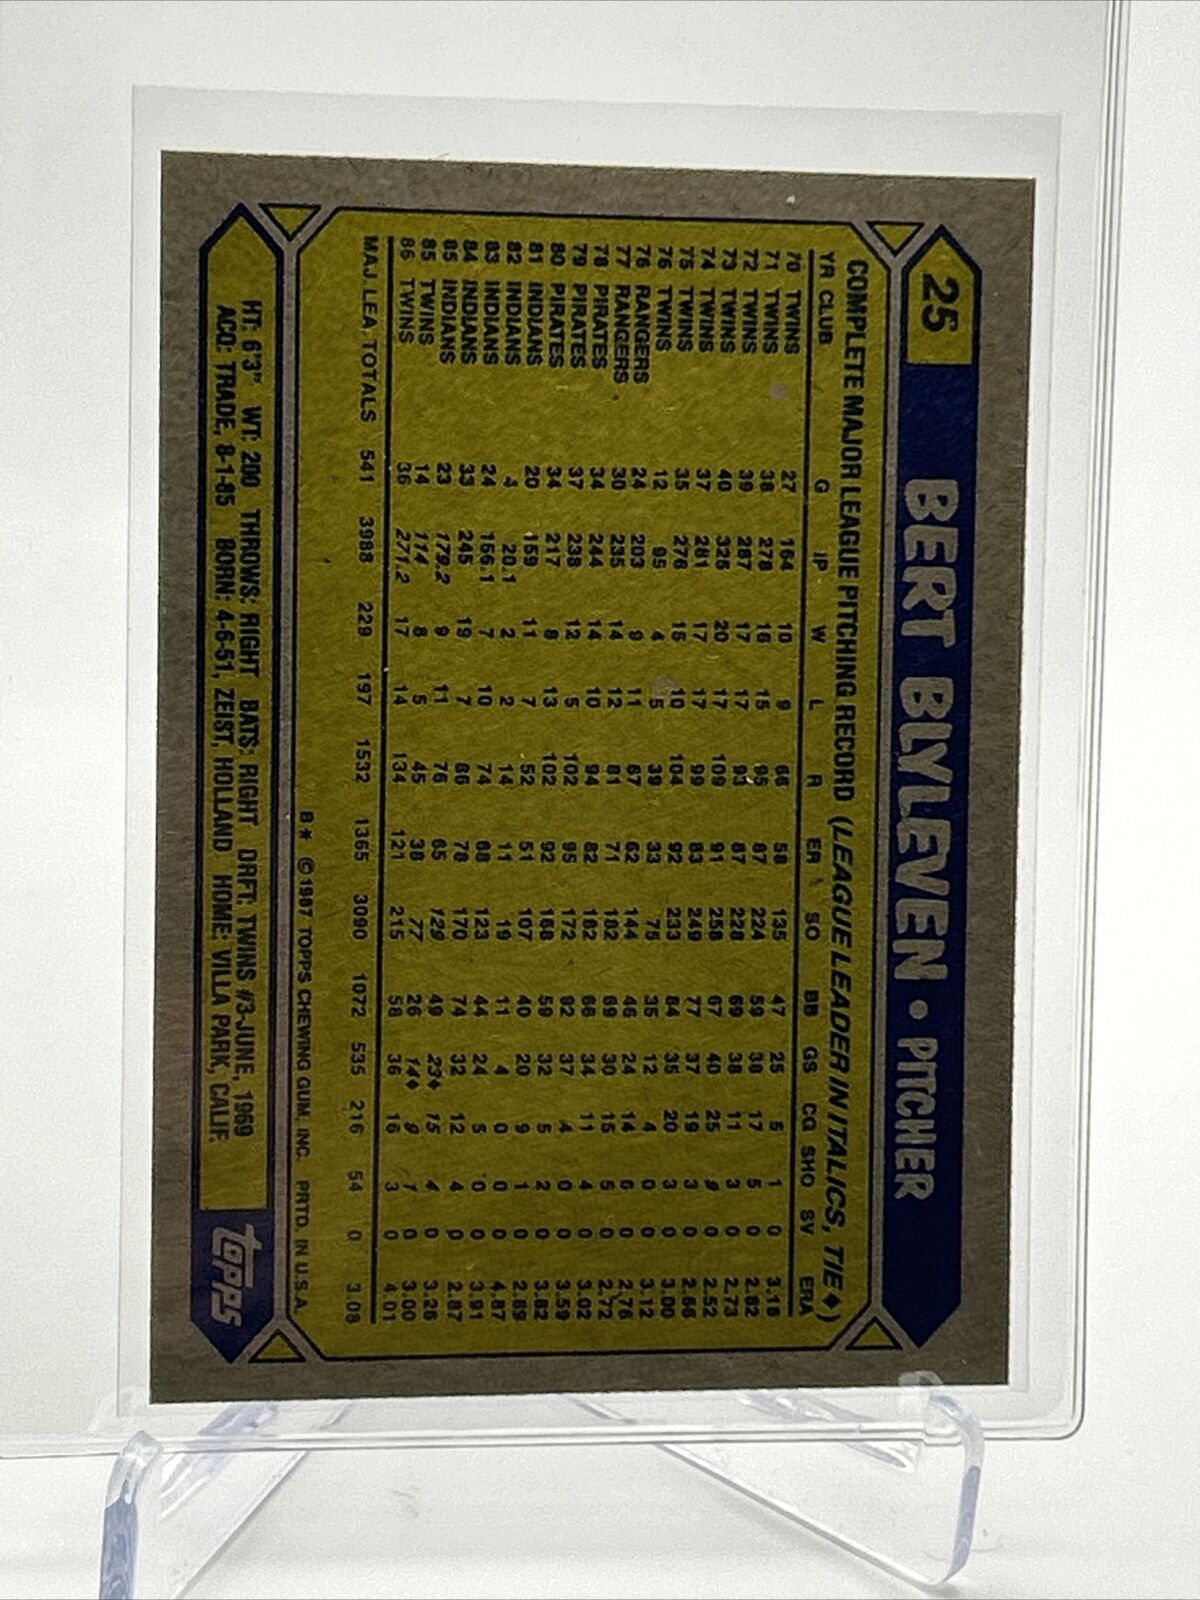 25
BERT BLYLEVEN • PITCHER
COMPLETE MAJOR LEAGUE PITCHING RECORD (LEAGUE LEADER IN ITALICS, TIE♦)
YR CLUB G IP W L R ER SO BB GS CG SHO SV ERA
70 TWINS 27 164 10 9 66 58 135 47 25 5 1 0 3.18
71 TWINS 38 278 16 15 95 87 224 59 38 17 5 0 2.82
72 TWINS 39 287 17 17 93 87 228 69 38 11 3 0 2.73
73 TWINS 40 325 20 17 109 91 258 67 40 25 9 0 2.52
74 TWINS 37 281 17 17 99 83 249 77 37 19 3 0 2.66
75 TWINS 35 276 15 10 104 92 233 84 35 20 3 0 3.00
76 TWINS 12 95 4 5 39 33 75 35 12 4 0 0 3.12
76 RANGERS 24 203 9 11 67 62 144 46 24 14 6 0 2.76
77 RANGERS 30 235 14 12 81 71 182 69 30 15 5 0 2.72
78 PIRATES 34 244 14 10 94 82 182 66 34 11 4 0 3.02
79 PIRATES 37 238 12 5 102 95 172 92 37 4 0 0 3.59
80 PIRATES 34 217 8 13 102 92 168 59 32 5 2 0 3.82
81 INDIANS 20 159 11 7 52 51 107 40 20 9 1 0 2.89
82 INDIANS 4 20.1 2 2 14 11 19 11 4 0 0 0 4.87
83 INDIANS 24 156.1 7 10 74 68 123 44 24 5 0 0 3.91
84 INDIANS 33 245 19 7 86 78 170 74 32 12 4 0 2.87
85 INDIANS 23 179.2 9 11 76 65 129 49 23♦ 15 4 0 3.26
85 TWINS 14 114 8 5 45 38 77 26 14♦ 9 1 0 3.00
86 TWINS 36 271.2 17 14 134 121 215 58 36 16 3 0 4.01
MAJ. LEA. TOTALS 541 3988 229 197 1532 1365 3090 1072 535 216 54 0 3.08
B* ©1987 TOPPS CHEWING GUM, INC. PRTD. IN U.S.A.
HT: 6'3" WT: 200 THROWS: RIGHT BATS: RIGHT DRFT: TWINS #3-JUNE, 1969
ACQ: TRADE, 8-1-85 BORN: 4-6-51, ZEIST, HOLLAND HOME: VILLA PARK, CALIF.
topps